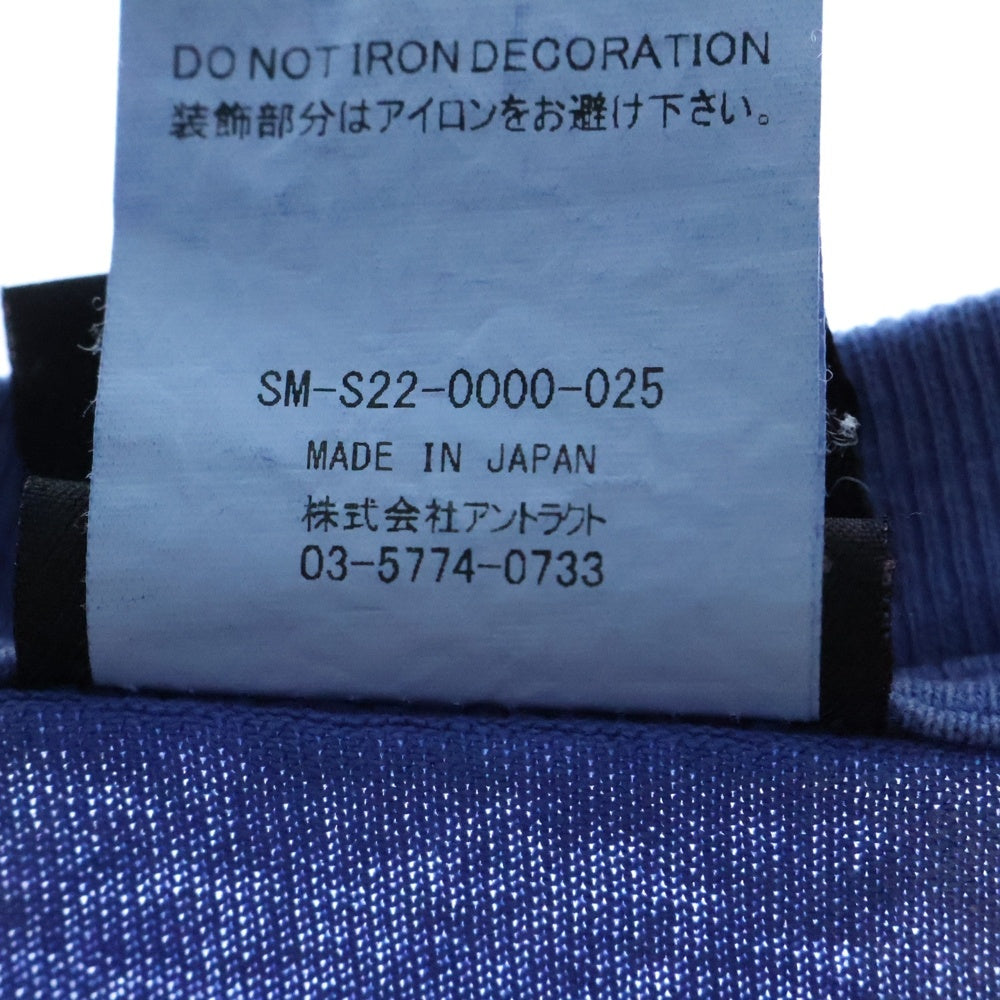 DO NOT IRON DECORATION
装飾部分はアイロンをお避け下さい。
SM-S22-0000-025
MADE IN JAPAN
株式会社アントラクト
03-5774-0733